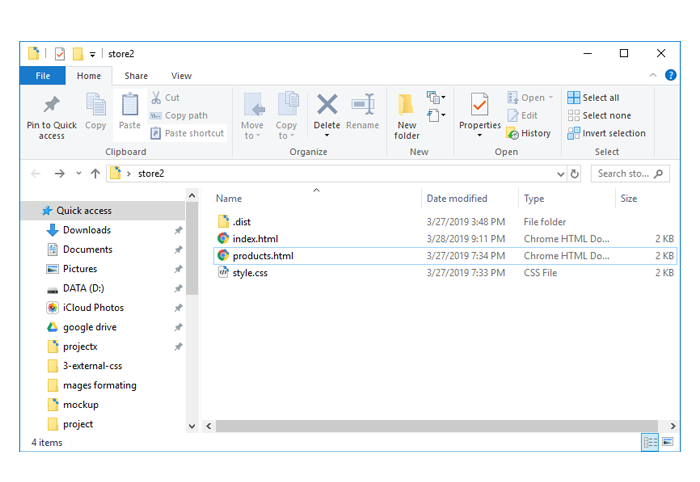 store2
File Home Share View
Pin to Quick access
Copy
Paste
Cut
Copy path
Paste shortcut
Clipboard
Move to
Copy to
Delete
Rename
Organize
New folder
New
Properties
Open
Edit
History
Open
Select all
Select none
Invert selection
Select
store2
Search sto...
Name Date modified Type Size
Quick access
Downloads
Documents
Pictures
DATA (D:)
iCloud Photos
google drive
projectx
3-external-css
mages formating
mockup
project
.dist 3/27/2019 3:48 PM File folder
index.html 3/28/2019 9:11 PM Chrome HTML Do... 2 KB
products.html 3/27/2019 7:34 PM Chrome HTML Do... 2 KB
style.css 3/27/2019 7:33 PM CSS File 2 KB
4 items